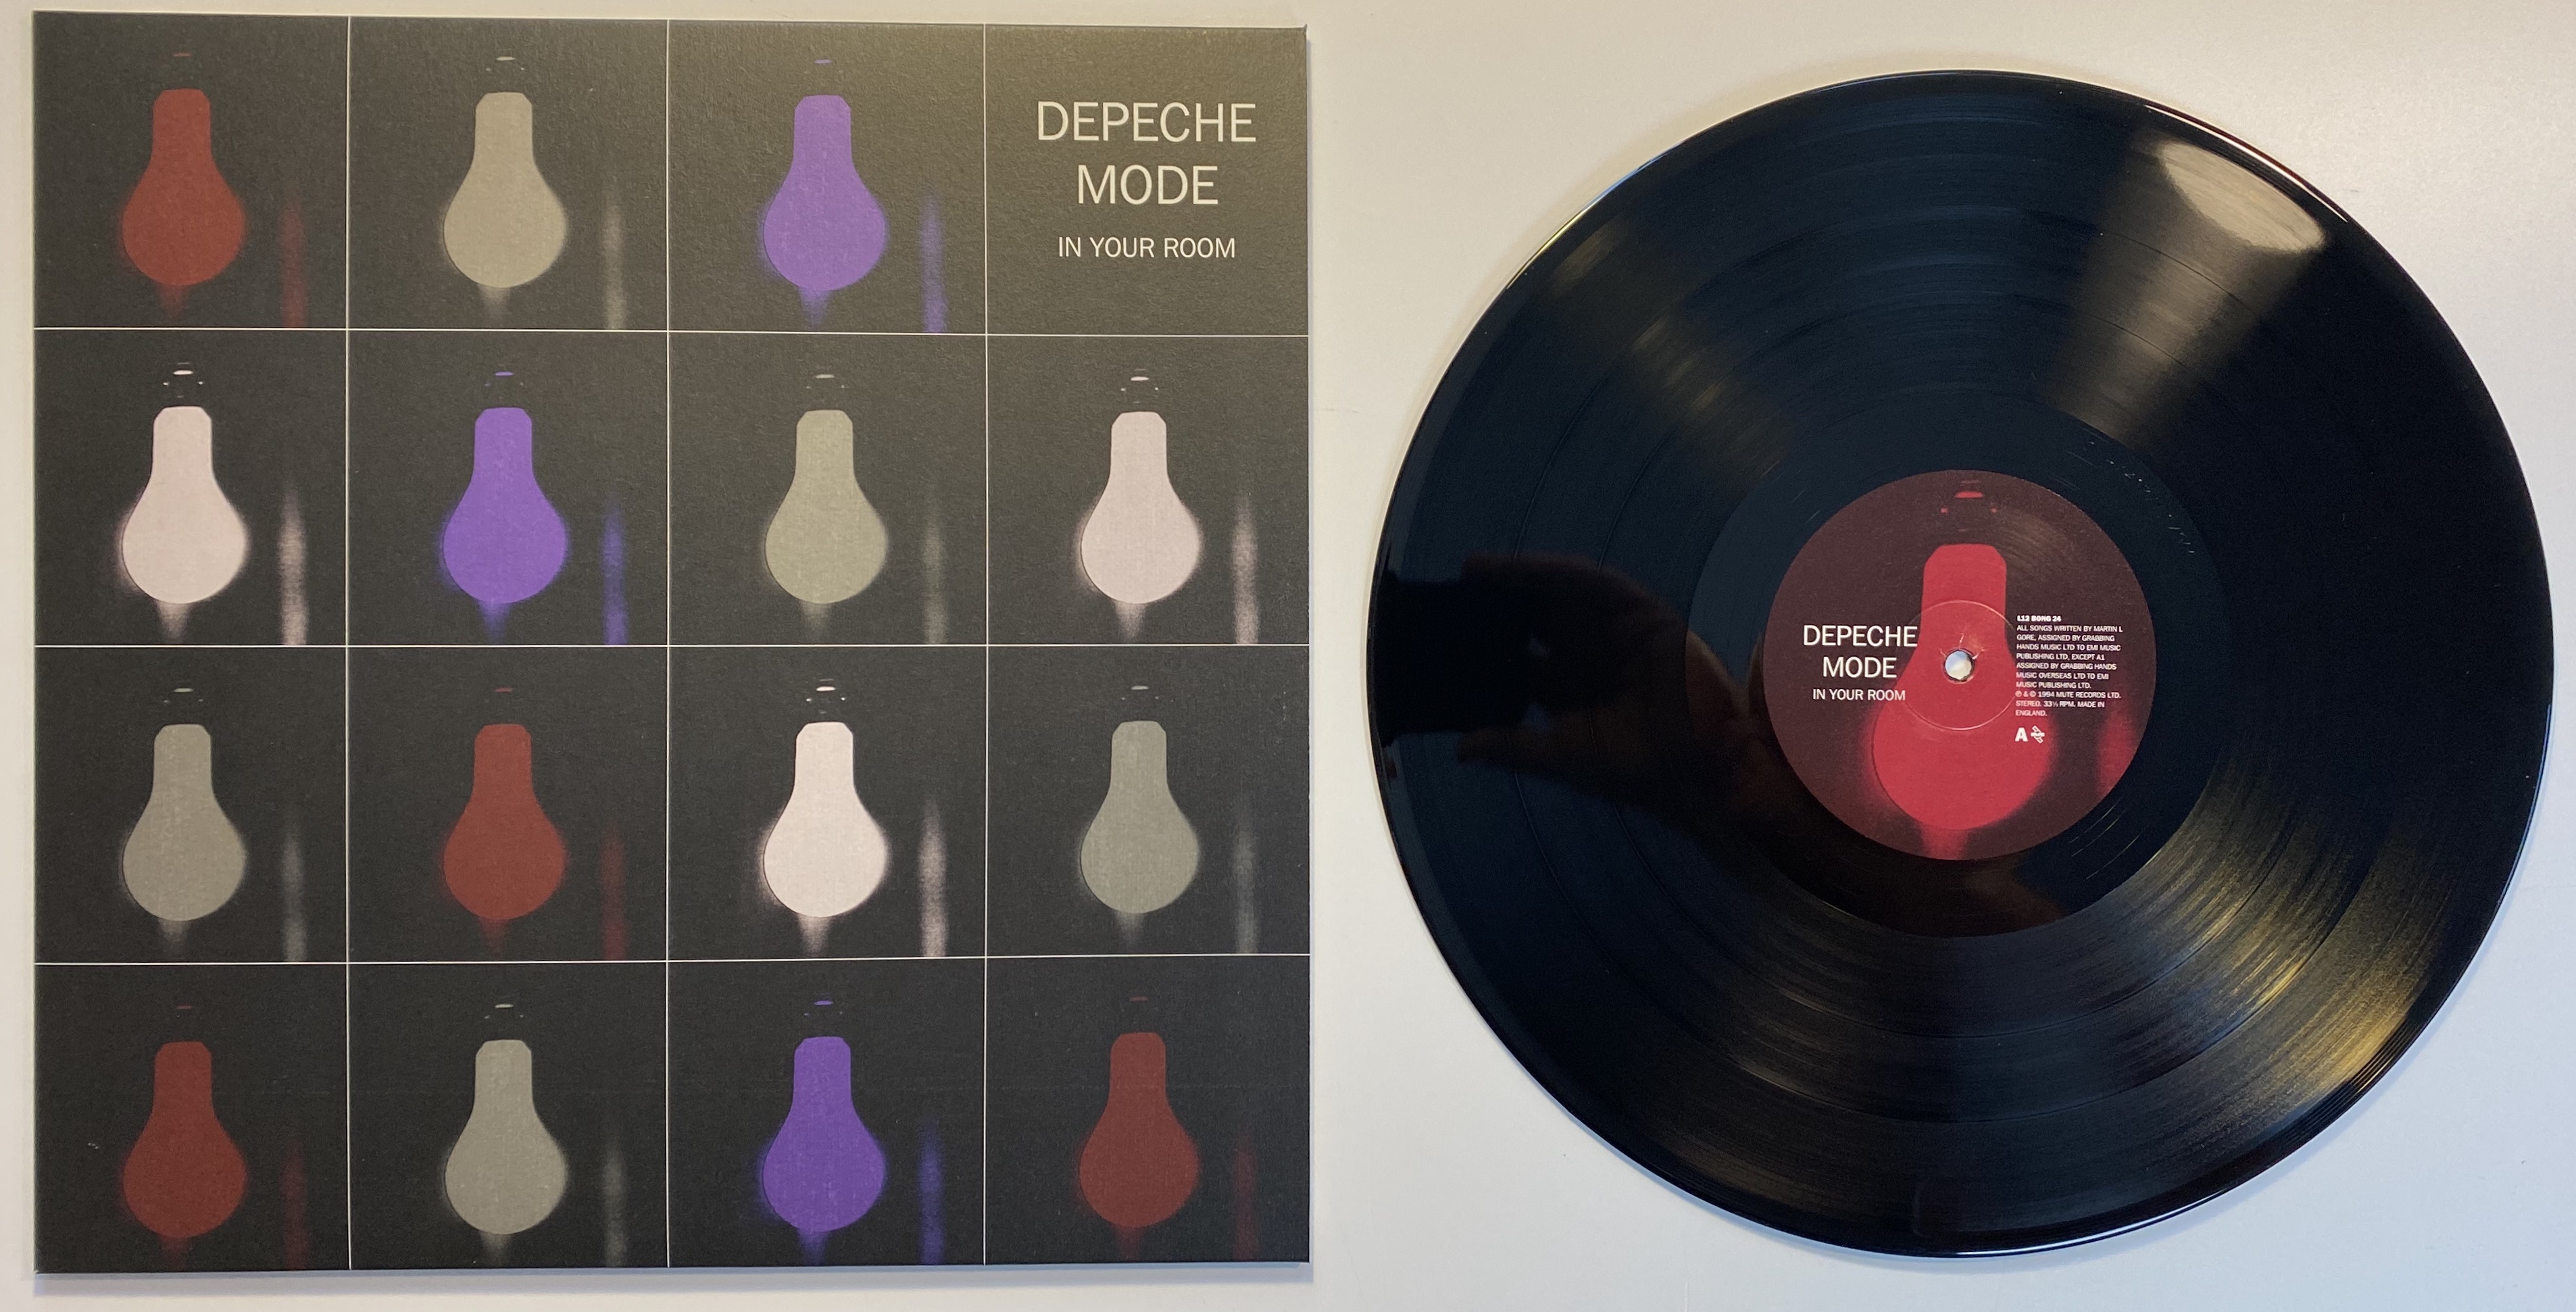 DEPECHE
MODE
IN YOUR ROOM
DEPECHE
MODE
IN YOUR ROOM
L12 BONG 24
ALL SONGS WRITTEN BY MARTIN L
GORE, ASSIGNED BY GRABBING
HANDS MUSIC LTD TO EMI MUSIC
PUBLISHING LTD, EXCEPT A1
ASSIGNED BY GRABBING HANDS
MUSIC OVERSEAS LTD TO EMI
MUSIC PUBLISHING LTD.
℗ & © 1994 MUTE RECORDS LTD.
STEREO. 33⅓ RPM. MADE IN
ENGLAND.
A